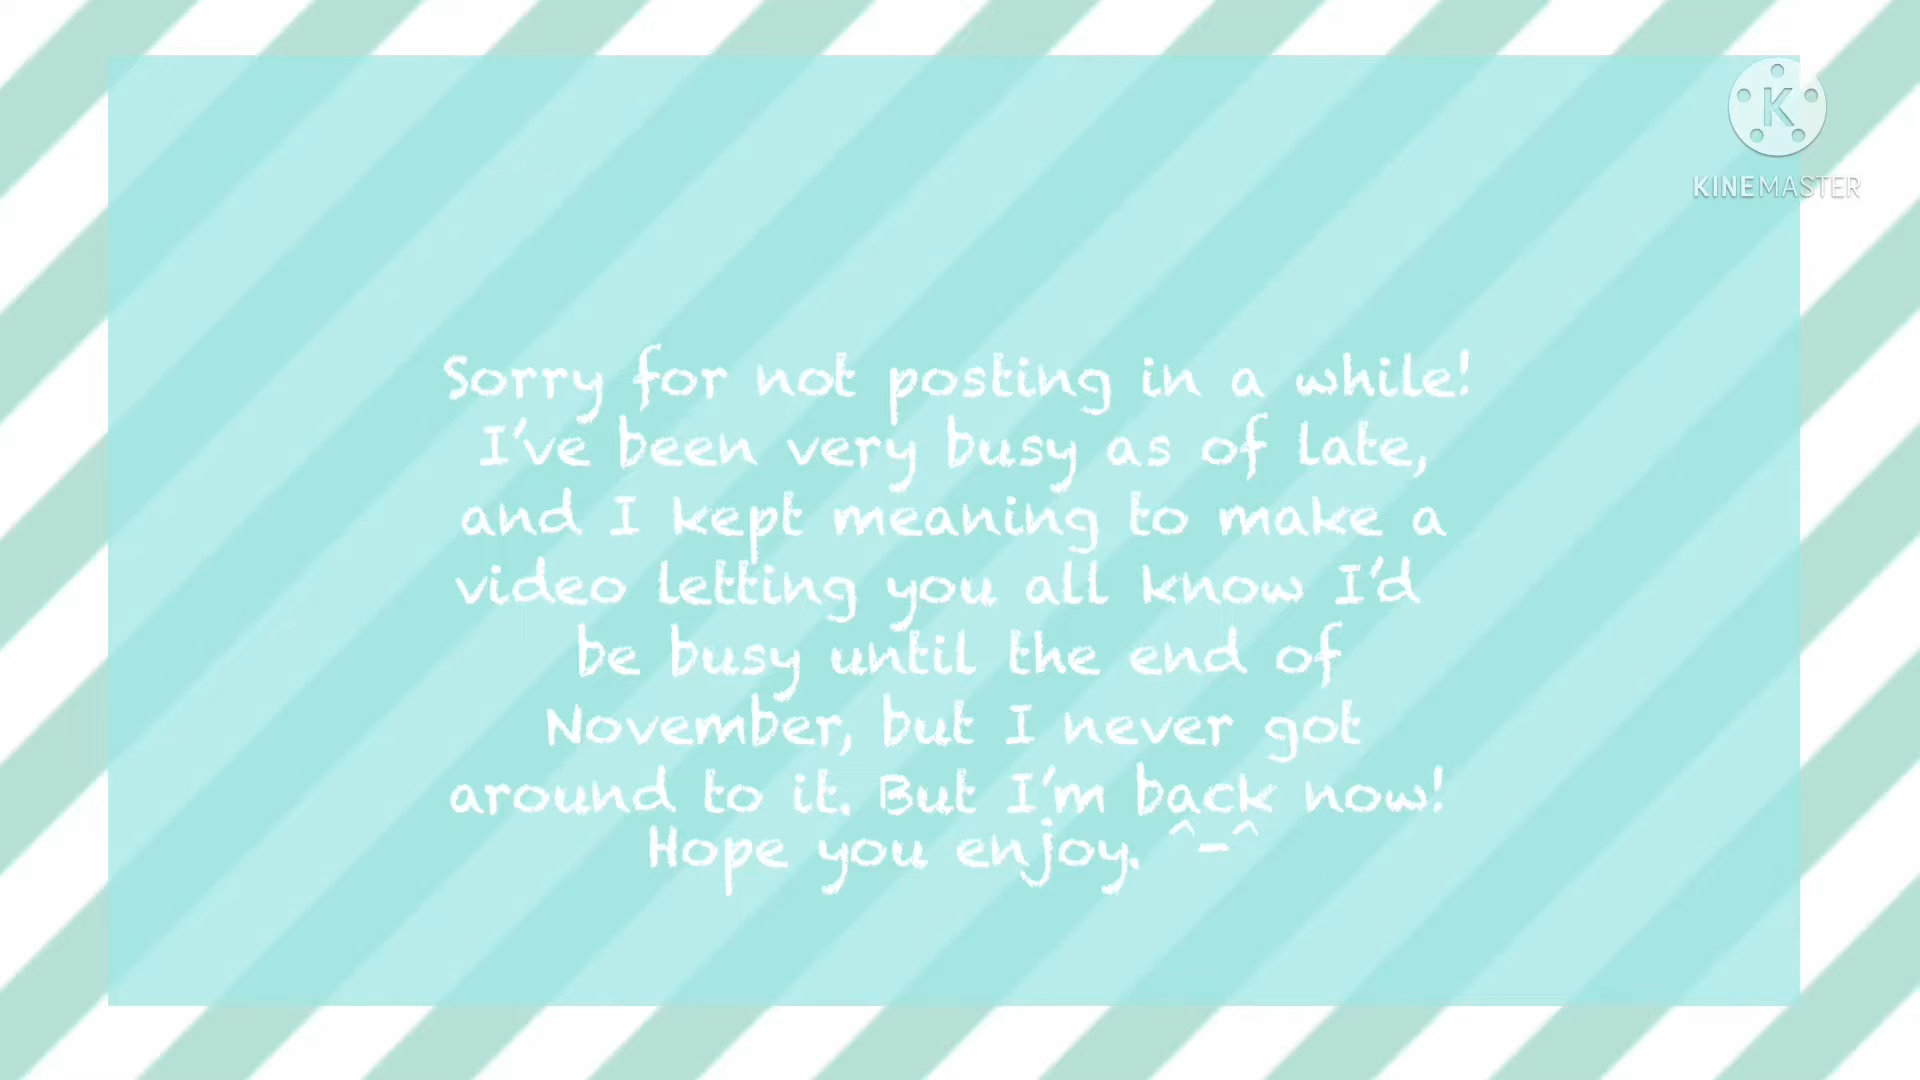 K
KINEMASTER
Sorry for not posting in a while!
I've been very busy as of late,
and I kept meaning to make a
video letting you all know I'd
be busy until the end of
November, but I never got
around to it. But I'm back now!
Hope you enjoy. ^-^